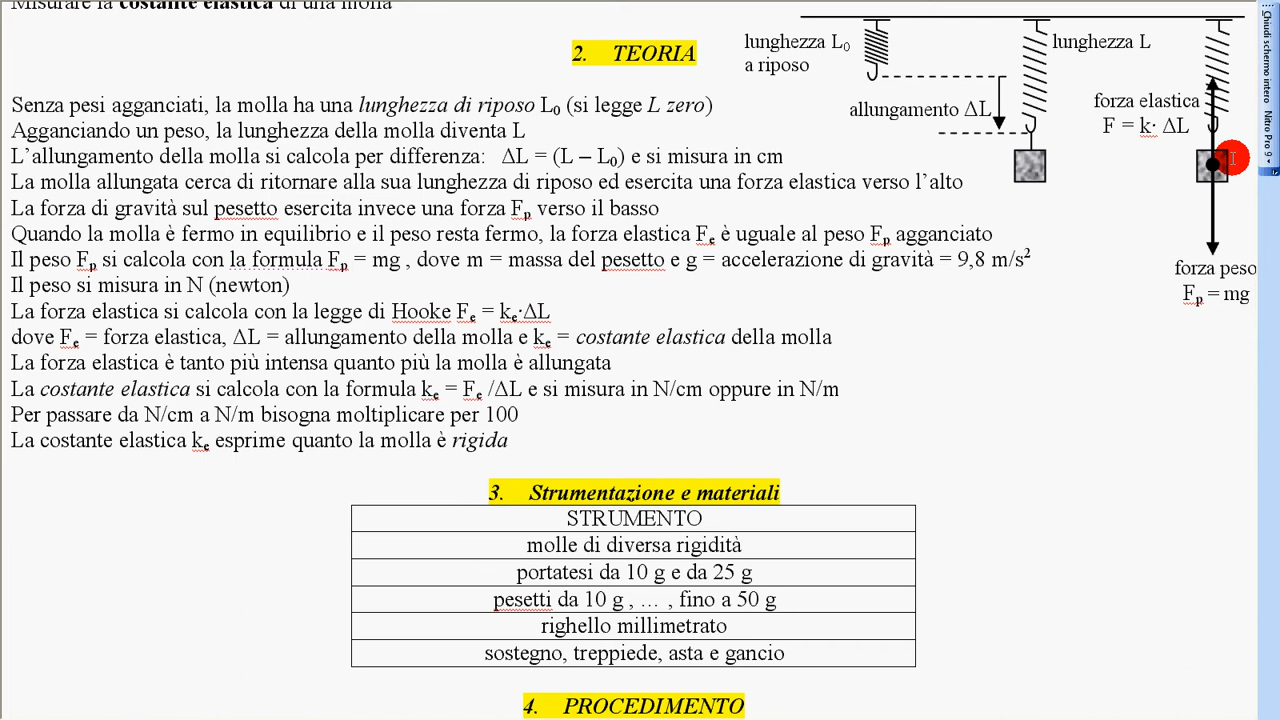 Misurare la costante elastica di una molla
2. TEORIA
lunghezza L₀
a riposo
lunghezza L
allungamento ΔL
forza elastica
F = k· ΔL
forza peso
Fₚ = mg
Senza pesi agganciati, la molla ha una lunghezza di riposo L₀ (si legge L zero)
Agganciando un peso, la lunghezza della molla diventa L
L’allungamento della molla si calcola per differenza: ΔL = (L – L₀) e si misura in cm
La molla allungata cerca di ritornare alla sua lunghezza di riposo ed esercita una forza elastica verso l’alto
La forza di gravità sul pesetto esercita invece una forza Fₚ verso il basso
Quando la molla è fermo in equilibrio e il peso resta fermo, la forza elastica Fₑ è uguale al peso Fₚ agganciato
Il peso Fₚ si calcola con la formula Fₚ = mg , dove m = massa del pesetto e g = accelerazione di gravità = 9,8 m/s²
Il peso si misura in N (newton)
La forza elastica si calcola con la legge di Hooke Fₑ = kₑ·ΔL
dove Fₑ = forza elastica, ΔL = allungamento della molla e kₑ = costante elastica della molla
La forza elastica è tanto più intensa quanto più la molla è allungata
La costante elastica si calcola con la formula kₑ = Fₑ /ΔL e si misura in N/cm oppure in N/m
Per passare da N/cm a N/m bisogna moltiplicare per 100
La costante elastica kₑ esprime quanto la molla è rigida
3. Strumentazione e materiali
STRUMENTO
molle di diversa rigidità
portatesi da 10 g e da 25 g
pesetti da 10 g , … , fino a 50 g
righello millimetrato
sostegno, treppiede, asta e gancio
4. PROCEDIMENTO
Chiudi schermo intero
Nitro Pro 9